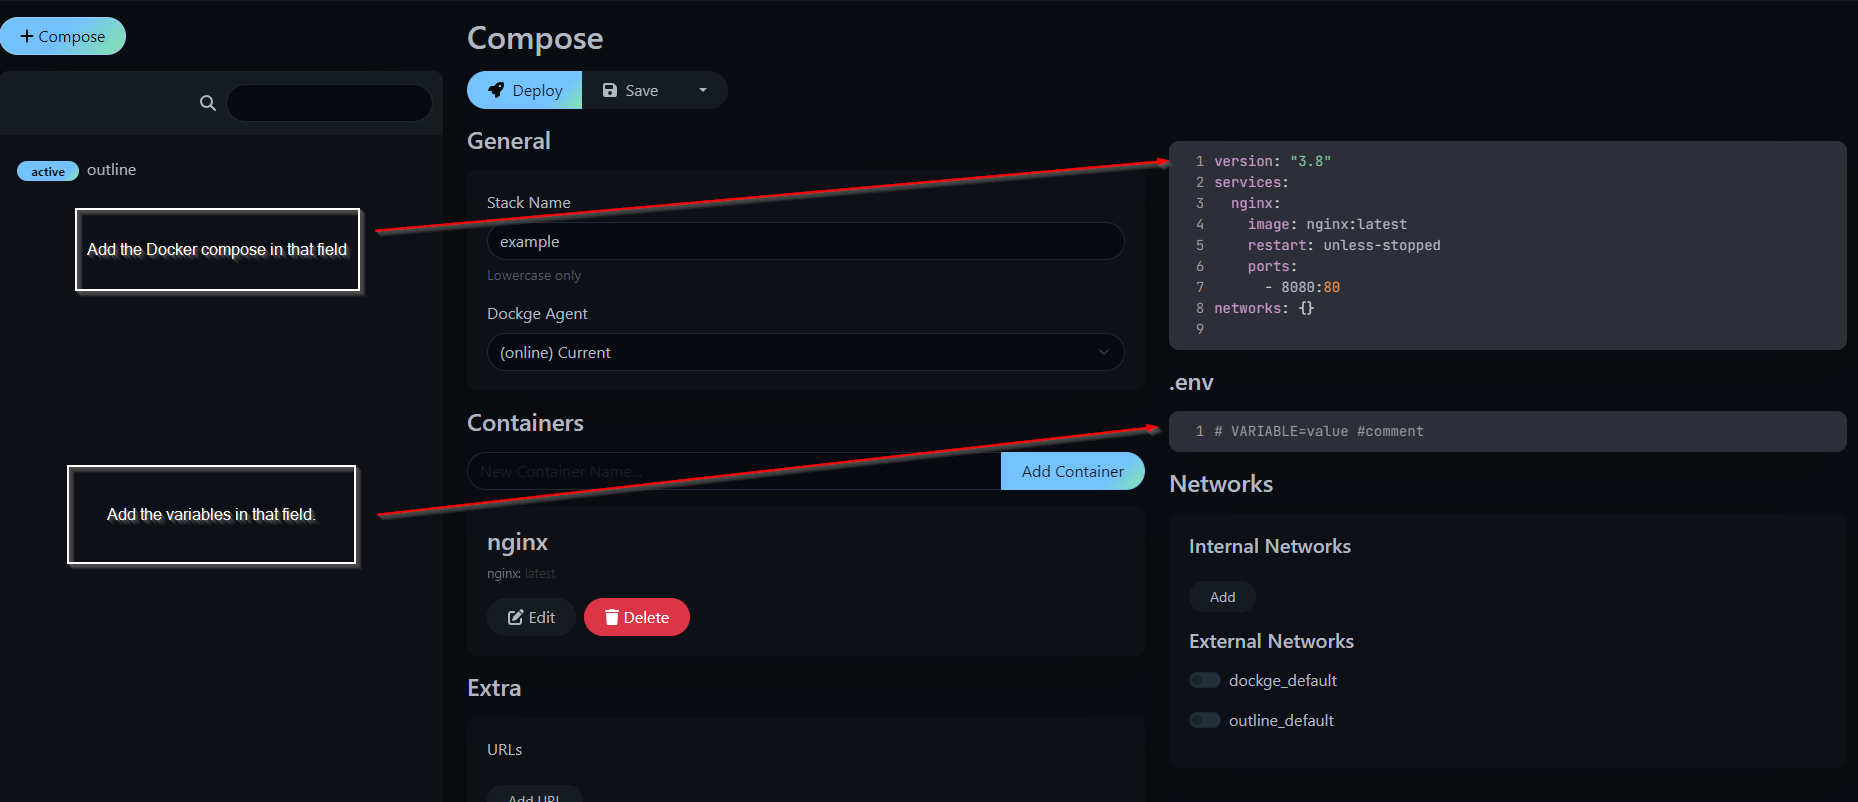 Compose
active outline
Add the Docker compose in that field
Add the variables in that field.
Compose
Deploy
Save
General
Stack Name
example
Lowercase only
Dockge Agent
(online) Current
Containers
New Container Name...
Add Container
nginx
nginx: latest
Edit
Delete
Extra
URLs
Add URL
1 version: "3.8"
2 services:
3   nginx:
4     image: nginx:latest
5     restart: unless-stopped
6     ports:
7       - 8080:80
8 networks: {}
9
.env
1 # VARIABLE=value #comment
Networks
Internal Networks
Add
External Networks
dockge_default
outline_default